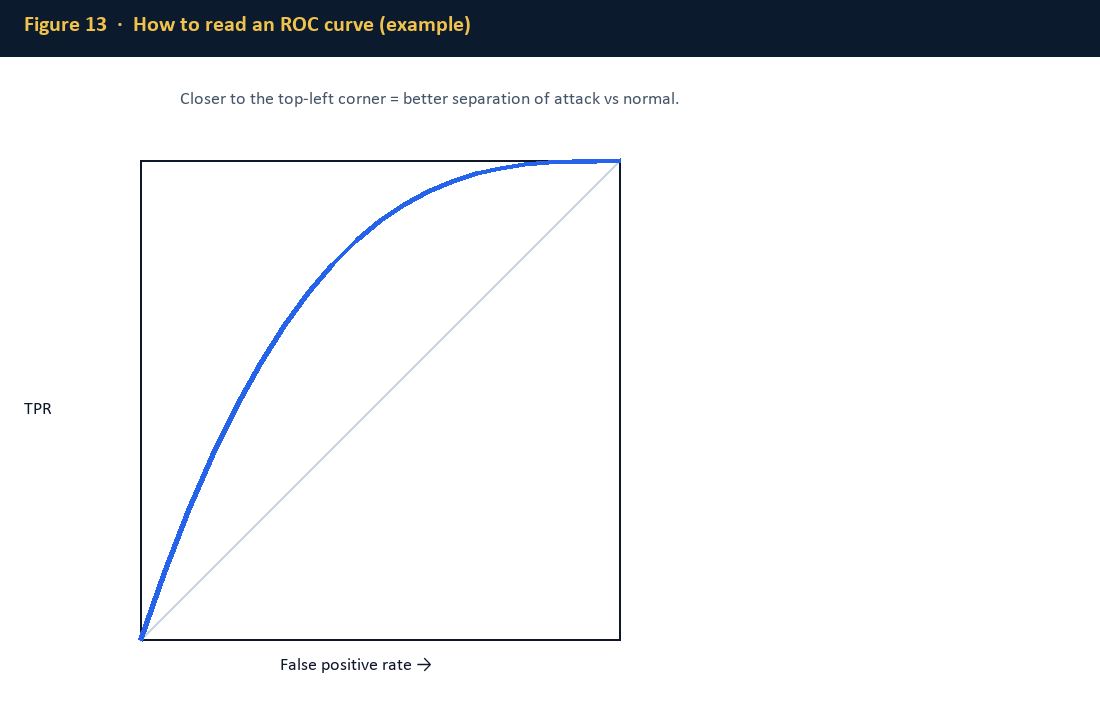 Figure 13 · How to read an ROC curve (example)
Closer to the top-left corner = better separation of attack vs normal.
TPR
False positive rate →